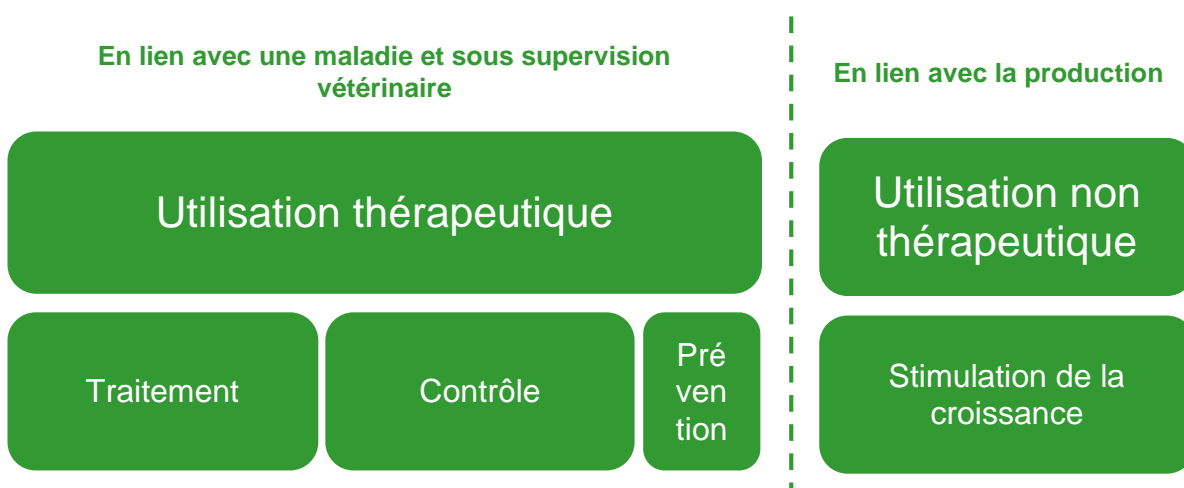 En lien avec une maladie et sous supervision
vétérinaire
En lien avec la production
Utilisation thérapeutique
Utilisation non
thérapeutique
Traitement
Contrôle
Pré
ven
tion
Stimulation de la
croissance